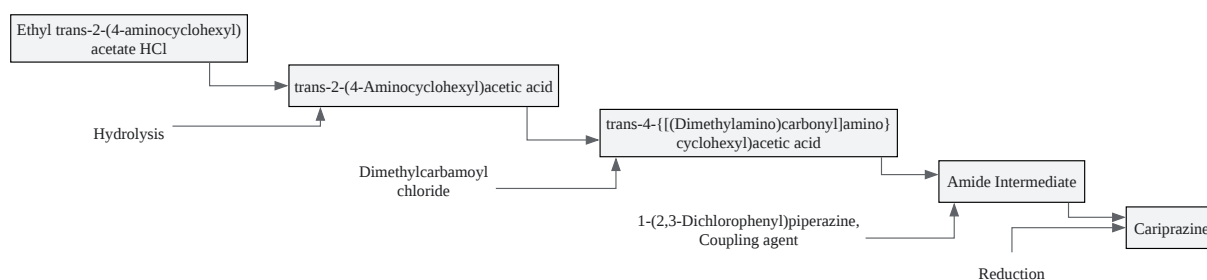 Ethyl trans-2-(4-aminocyclohexyl)
acetate HCl
trans-2-(4-Aminocyclohexyl)acetic acid
Hydrolysis
trans-4-{[(Dimethylamino)carbonyl]amino}
cyclohexyl)acetic acid
Dimethylcarbamoyl
chloride
Amide Intermediate
1-(2,3-Dichlorophenyl)piperazine,
Coupling agent
Cariprazine
Reduction